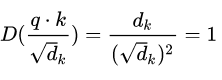 D(\frac{q \cdot k}{\sqrt{d}_k}) = \frac{d_k}{(\sqrt{d}_k)^2} = 1